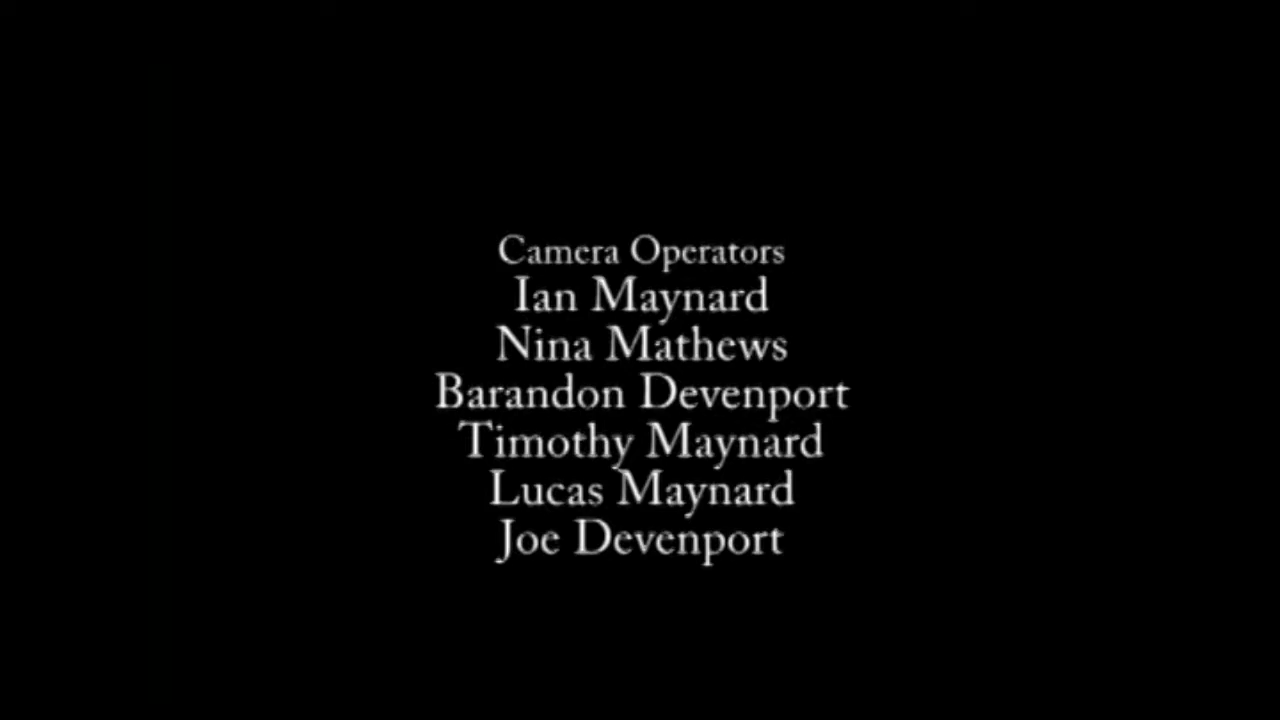 Camera Operators
Ian Maynard
Nina Mathews
Barandon Devenport
Timothy Maynard
Lucas Maynard
Joe Devenport